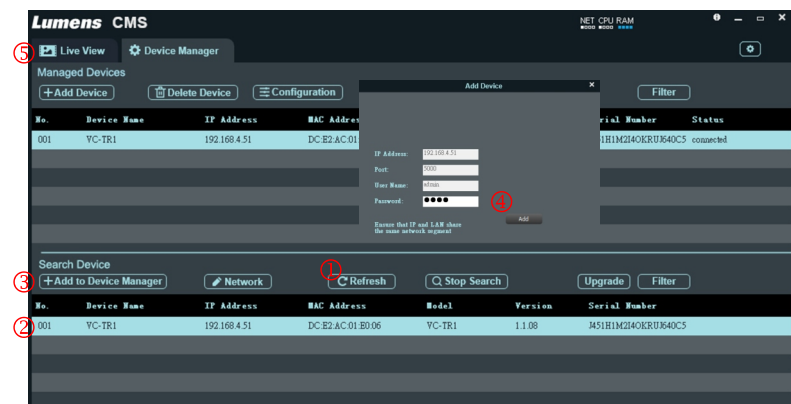 Lumens CMS
NET CPU RAM
⑤ Live View Device Manager
Managed Devices
+Add Device Delete Device Configuration Filter
Add Device
No. Device Name IP Address MAC Addres Serial Number Status
001 VC-TR1 192.168.4.51 DC:E2:AC:01 1H1M2I4OKRUJ640C5 connected
IP Address: 192.168.4.51
Port: 5000
User Name: admin
Password: ●●●●
④ Add
Ensure that IP and LAN share
the same network segment
Search Device
①
③ +Add to Device Manager Network Refresh Stop Search Upgrade Filter
No. Device Name IP Address MAC Address Model Version Serial Number
② 001 VC-TR1 192.168.4.51 DC:E2:AC:01:E0:06 VC-TR1 1.1.08 J451H1M2I4OKRUJ640C5